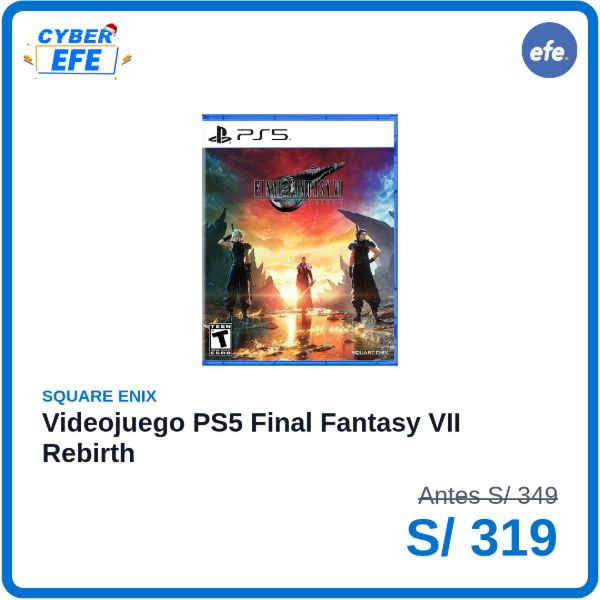 CYBER
EFE
efe.
PS5
FINAL FANTASY VII
REBIRTH
TEEN
T
ESRB
SQUARE ENIX
SQUARE ENIX
Videojuego PS5 Final Fantasy VII
Rebirth
Antes S/ 349
S/ 319